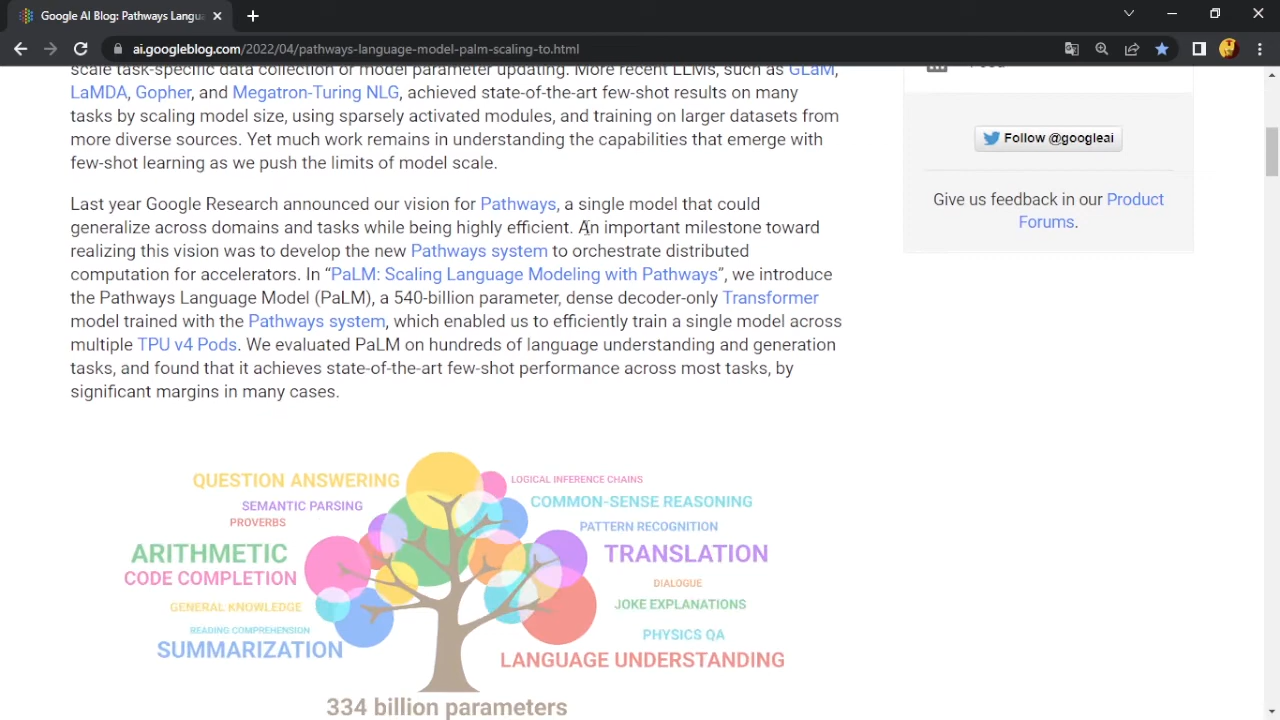 Google AI Blog: Pathways Langu
ai.googleblog.com/2022/04/pathways-language-model-palm-scaling-to.html
scale task-specific data collection or model parameter updating. More recent LLMs, such as GLaM,
LaMDA, Gopher, and Megatron-Turing NLG, achieved state-of-the-art few-shot results on many
tasks by scaling model size, using sparsely activated modules, and training on larger datasets from
more diverse sources. Yet much work remains in understanding the capabilities that emerge with
few-shot learning as we push the limits of model scale.
Last year Google Research announced our vision for Pathways, a single model that could
generalize across domains and tasks while being highly efficient. An important milestone toward
realizing this vision was to develop the new Pathways system to orchestrate distributed
computation for accelerators. In “PaLM: Scaling Language Modeling with Pathways”, we introduce
the Pathways Language Model (PaLM), a 540-billion parameter, dense decoder-only Transformer
model trained with the Pathways system, which enabled us to efficiently train a single model across
multiple TPU v4 Pods. We evaluated PaLM on hundreds of language understanding and generation
tasks, and found that it achieves state-of-the-art few-shot performance across most tasks, by
significant margins in many cases.
Follow @googleai
Give us feedback in our Product
Forums.
QUESTION ANSWERING
SEMANTIC PARSING
PROVERBS
ARITHMETIC
CODE COMPLETION
GENERAL KNOWLEDGE
READING COMPREHENSION
SUMMARIZATION
LOGICAL INFERENCE CHAINS
COMMON-SENSE REASONING
PATTERN RECOGNITION
TRANSLATION
DIALOGUE
JOKE EXPLANATIONS
PHYSICS QA
LANGUAGE UNDERSTANDING
334 billion parameters